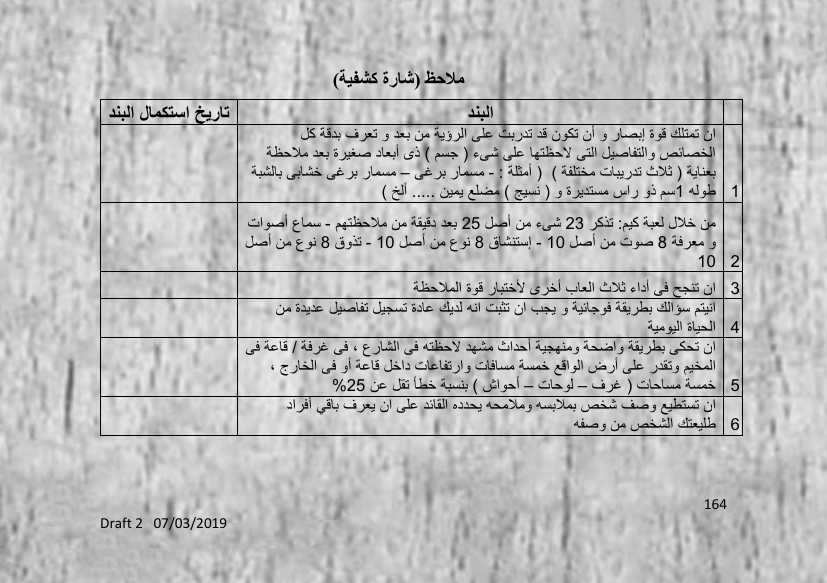 ملاحظ (شارة كشفية)
البند	تاريخ استكمال البند
ان تمتلك قوة إبصار و أن تكون قد تدربت على الرؤية من بعد و تعرف بدقة كل
الخصائص والتفاصيل التى لاحظتها على شىء ( جسم ) ذى أبعاد صغيرة بعد ملاحظة
بعناية ( ثلاث تدريبات مختلفة ) ( أمثلة : - مسمار برغى – مسمار برغى خشابى بالشبة
1 طوله 1سم ذو راس مستديرة و ( نسيج ) مضلع يمين ..... ألخ )
من خلال لعبة كيم: تذكر 23 شىء من أصل 25 بعد دقيقة من ملاحظتهم - سماع أصوات
و معرفة 8 صوت من أصل 10 - إستنشاق 8 نوع من أصل 10 - تذوق 8 نوع من أصل
2 10
3 ان تنجح فى أداء ثلاث العاب أخرى لأختبار قوة الملاحظة
انيتم سؤالك بطريقة فوجانية و يجب ان تثبت انه لديك عادة تسجيل تفاصيل عديدة من
4 الحياة اليومية
ان تحكى بطريقة واضحة ومنهجية أحداث مشهد لاحظته فى الشارع ، فى غرفة / قاعة فى
المخيم وتقدر على أرض الواقع خمسة مسافات وارتفاعات داخل قاعة أو فى الخارج ،
5 خمسة مساحات ( غرف – لوحات – أحواش ) بنسبة خطأ تقل عن 25%
ان تستطيع وصف شخص بملابسه وملامحه يحدده القائد على ان يعرف باقي أفراد
6 طليعتك الشخص من وصفه
164
Draft 2 07/03/2019